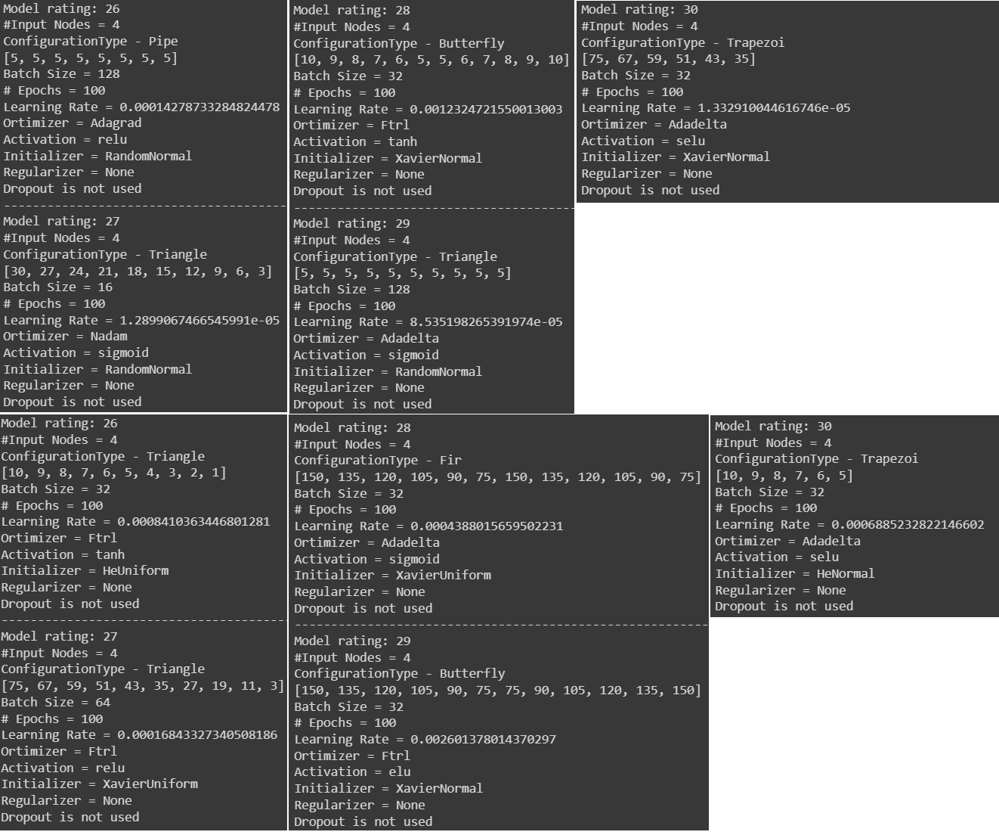 Model rating: 26
#Input Nodes = 4
ConfigurationType - Pipe
[5, 5, 5, 5, 5, 5, 5, 5]
Batch Size = 128
# Epochs = 100
Learning Rate = 0.00014278733284824478
Ortimizer = Adagrad
Activation = relu
Initializer = RandomNormal
Regularizer = None
Dropout is not used
---------------------------------------
Model rating: 27
#Input Nodes = 4
ConfigurationType - Triangle
[30, 27, 24, 21, 18, 15, 12, 9, 6, 3]
Batch Size = 16
# Epochs = 100
Learning Rate = 1.2899067466545991e-05
Ortimizer = Nadam
Activation = sigmoid
Initializer = RandomNormal
Regularizer = None
Dropout is not used
Model rating: 28
#Input Nodes = 4
ConfigurationType - Butterfly
[10, 9, 8, 7, 6, 5, 5, 6, 7, 8, 9, 10]
Batch Size = 32
# Epochs = 100
Learning Rate = 0.0012324721550013003
Ortimizer = Ftrl
Activation = tanh
Initializer = XavierNormal
Regularizer = None
Dropout is not used
---------------------------------------
Model rating: 29
#Input Nodes = 4
ConfigurationType - Triangle
[5, 5, 5, 5, 5, 5, 5, 5, 5, 5]
Batch Size = 128
# Epochs = 100
Learning Rate = 8.535198265391974e-05
Ortimizer = Adadelta
Activation = sigmoid
Initializer = RandomNormal
Regularizer = None
Dropout is not used
Model rating: 30
#Input Nodes = 4
ConfigurationType - Trapezoi
[75, 67, 59, 51, 43, 35]
Batch Size = 32
# Epochs = 100
Learning Rate = 1.332910044616746e-05
Ortimizer = Adadelta
Activation = selu
Initializer = XavierNormal
Regularizer = None
Dropout is not used
Model rating: 26
#Input Nodes = 4
ConfigurationType - Triangle
[10, 9, 8, 7, 6, 5, 4, 3, 2, 1]
Batch Size = 32
# Epochs = 100
Learning Rate = 0.0008410363446801281
Ortimizer = Ftrl
Activation = tanh
Initializer = HeUniform
Regularizer = None
Dropout is not used
---------------------------------------
Model rating: 27
#Input Nodes = 4
ConfigurationType - Triangle
[75, 67, 59, 51, 43, 35, 27, 19, 11, 3]
Batch Size = 64
# Epochs = 100
Learning Rate = 0.00016843327340508186
Ortimizer = Ftrl
Activation = relu
Initializer = XavierUniform
Regularizer = None
Dropout is not used
Model rating: 28
#Input Nodes = 4
ConfigurationType - Fir
[150, 135, 120, 105, 90, 75, 150, 135, 120, 105, 90, 75]
Batch Size = 32
# Epochs = 100
Learning Rate = 0.0004388015659502231
Ortimizer = Adadelta
Activation = sigmoid
Initializer = XavierUniform
Regularizer = None
Dropout is not used
---------------------------------------------------------
Model rating: 29
#Input Nodes = 4
ConfigurationType - Butterfly
[150, 135, 120, 105, 90, 75, 75, 90, 105, 120, 135, 150]
Batch Size = 32
# Epochs = 100
Learning Rate = 0.002601378014370297
Ortimizer = Ftrl
Activation = elu
Initializer = XavierNormal
Regularizer = None
Dropout is not used
Model rating: 30
#Input Nodes = 4
ConfigurationType - Trapezoi
[10, 9, 8, 7, 6, 5]
Batch Size = 32
# Epochs = 100
Learning Rate = 0.0006885232822146602
Ortimizer = Adadelta
Activation = selu
Initializer = HeNormal
Regularizer = None
Dropout is not used